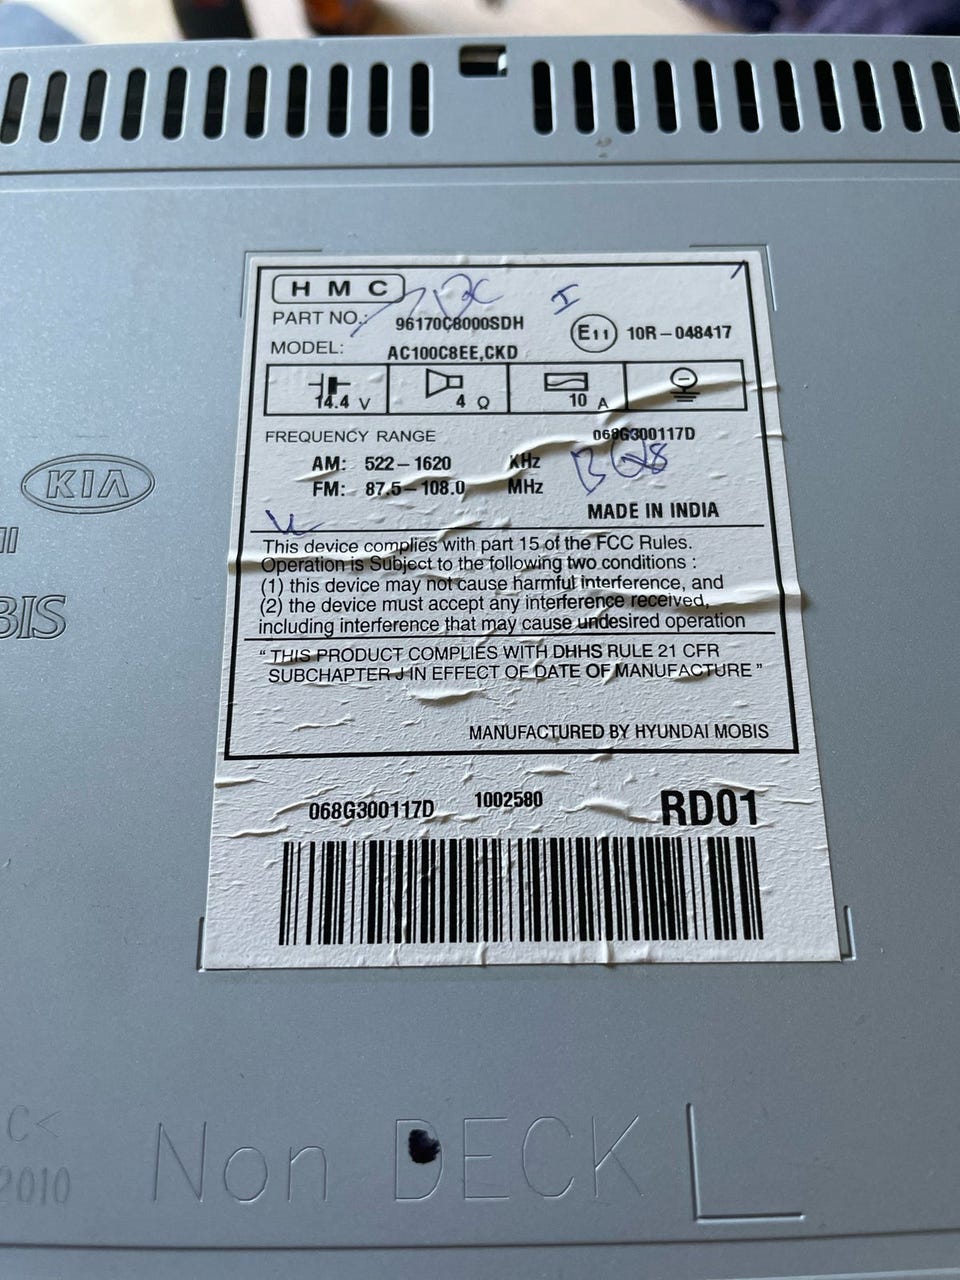 HMC
PART NO.: 96170C8000SDH
E11 10R-048417
MODEL: AC100C8EE,CKD
14.4 V 4 Ω 10 A
FREQUENCY RANGE 068G300117D
AM: 522-1620 KHz
FM: 87.5-108.0 MHz
MADE IN INDIA
This device complies with part 15 of the FCC Rules.
Operation is Subject to the following two conditions :
(1) this device may not cause harmful interference, and
(2) the device must accept any interference received,
including interference that may cause undesired operation
“ THIS PRODUCT COMPLIES WITH DHHS RULE 21 CFR
SUBCHAPTER J IN EFFECT OF DATE OF MANUFACTURE ”
MANUFACTURED BY HYUNDAI MOBIS
068G300117D 1002580 RD01
KIA
BIS
C<
2010
Non DECK